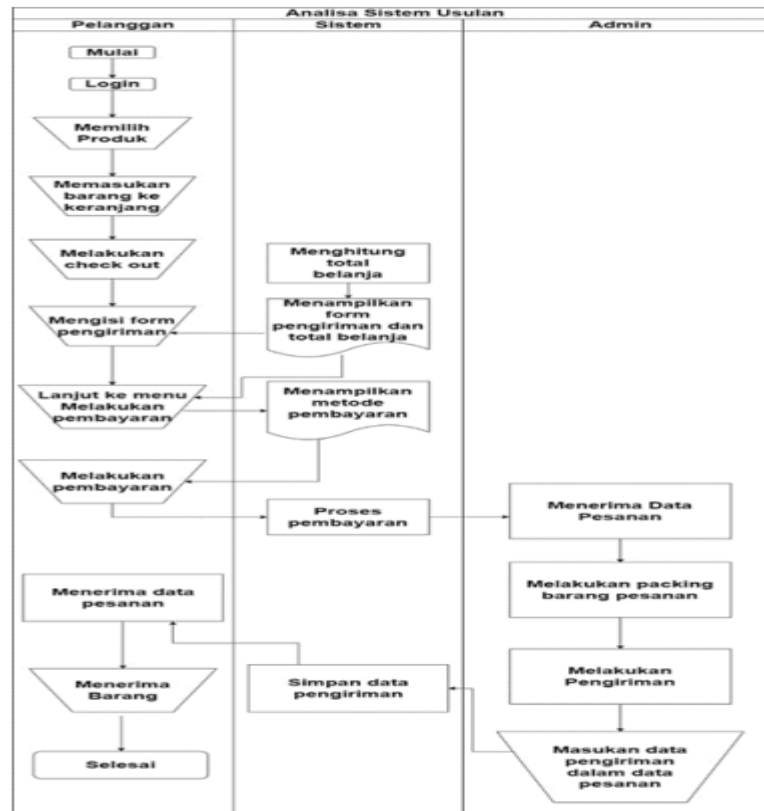 Analisa Sistem Usulan
Pelanggan
Sistem
Admin
Mulai
Login
Memilih
Produk
Memasukan
barang ke
keranjang
Melakukan
check out
Menghitung
total
belanja
Mengisi form
pengiriman
Menampilkan
form
pengiriman dan
total belanja
Lanjut ke menu
Melakukan
pembayaran
Menampilkan
metode
pembayaran
Melakukan
pembayaran
Proses
pembayaran
Menerima Data
Pesanan
Melakukan packing
barang pesanan
Melakukan
Pengiriman
Masukan data
pengiriman
dalam data
pesanan
Simpan data
pengiriman
Menerima data
pesanan
Menerima
Barang
Selesai